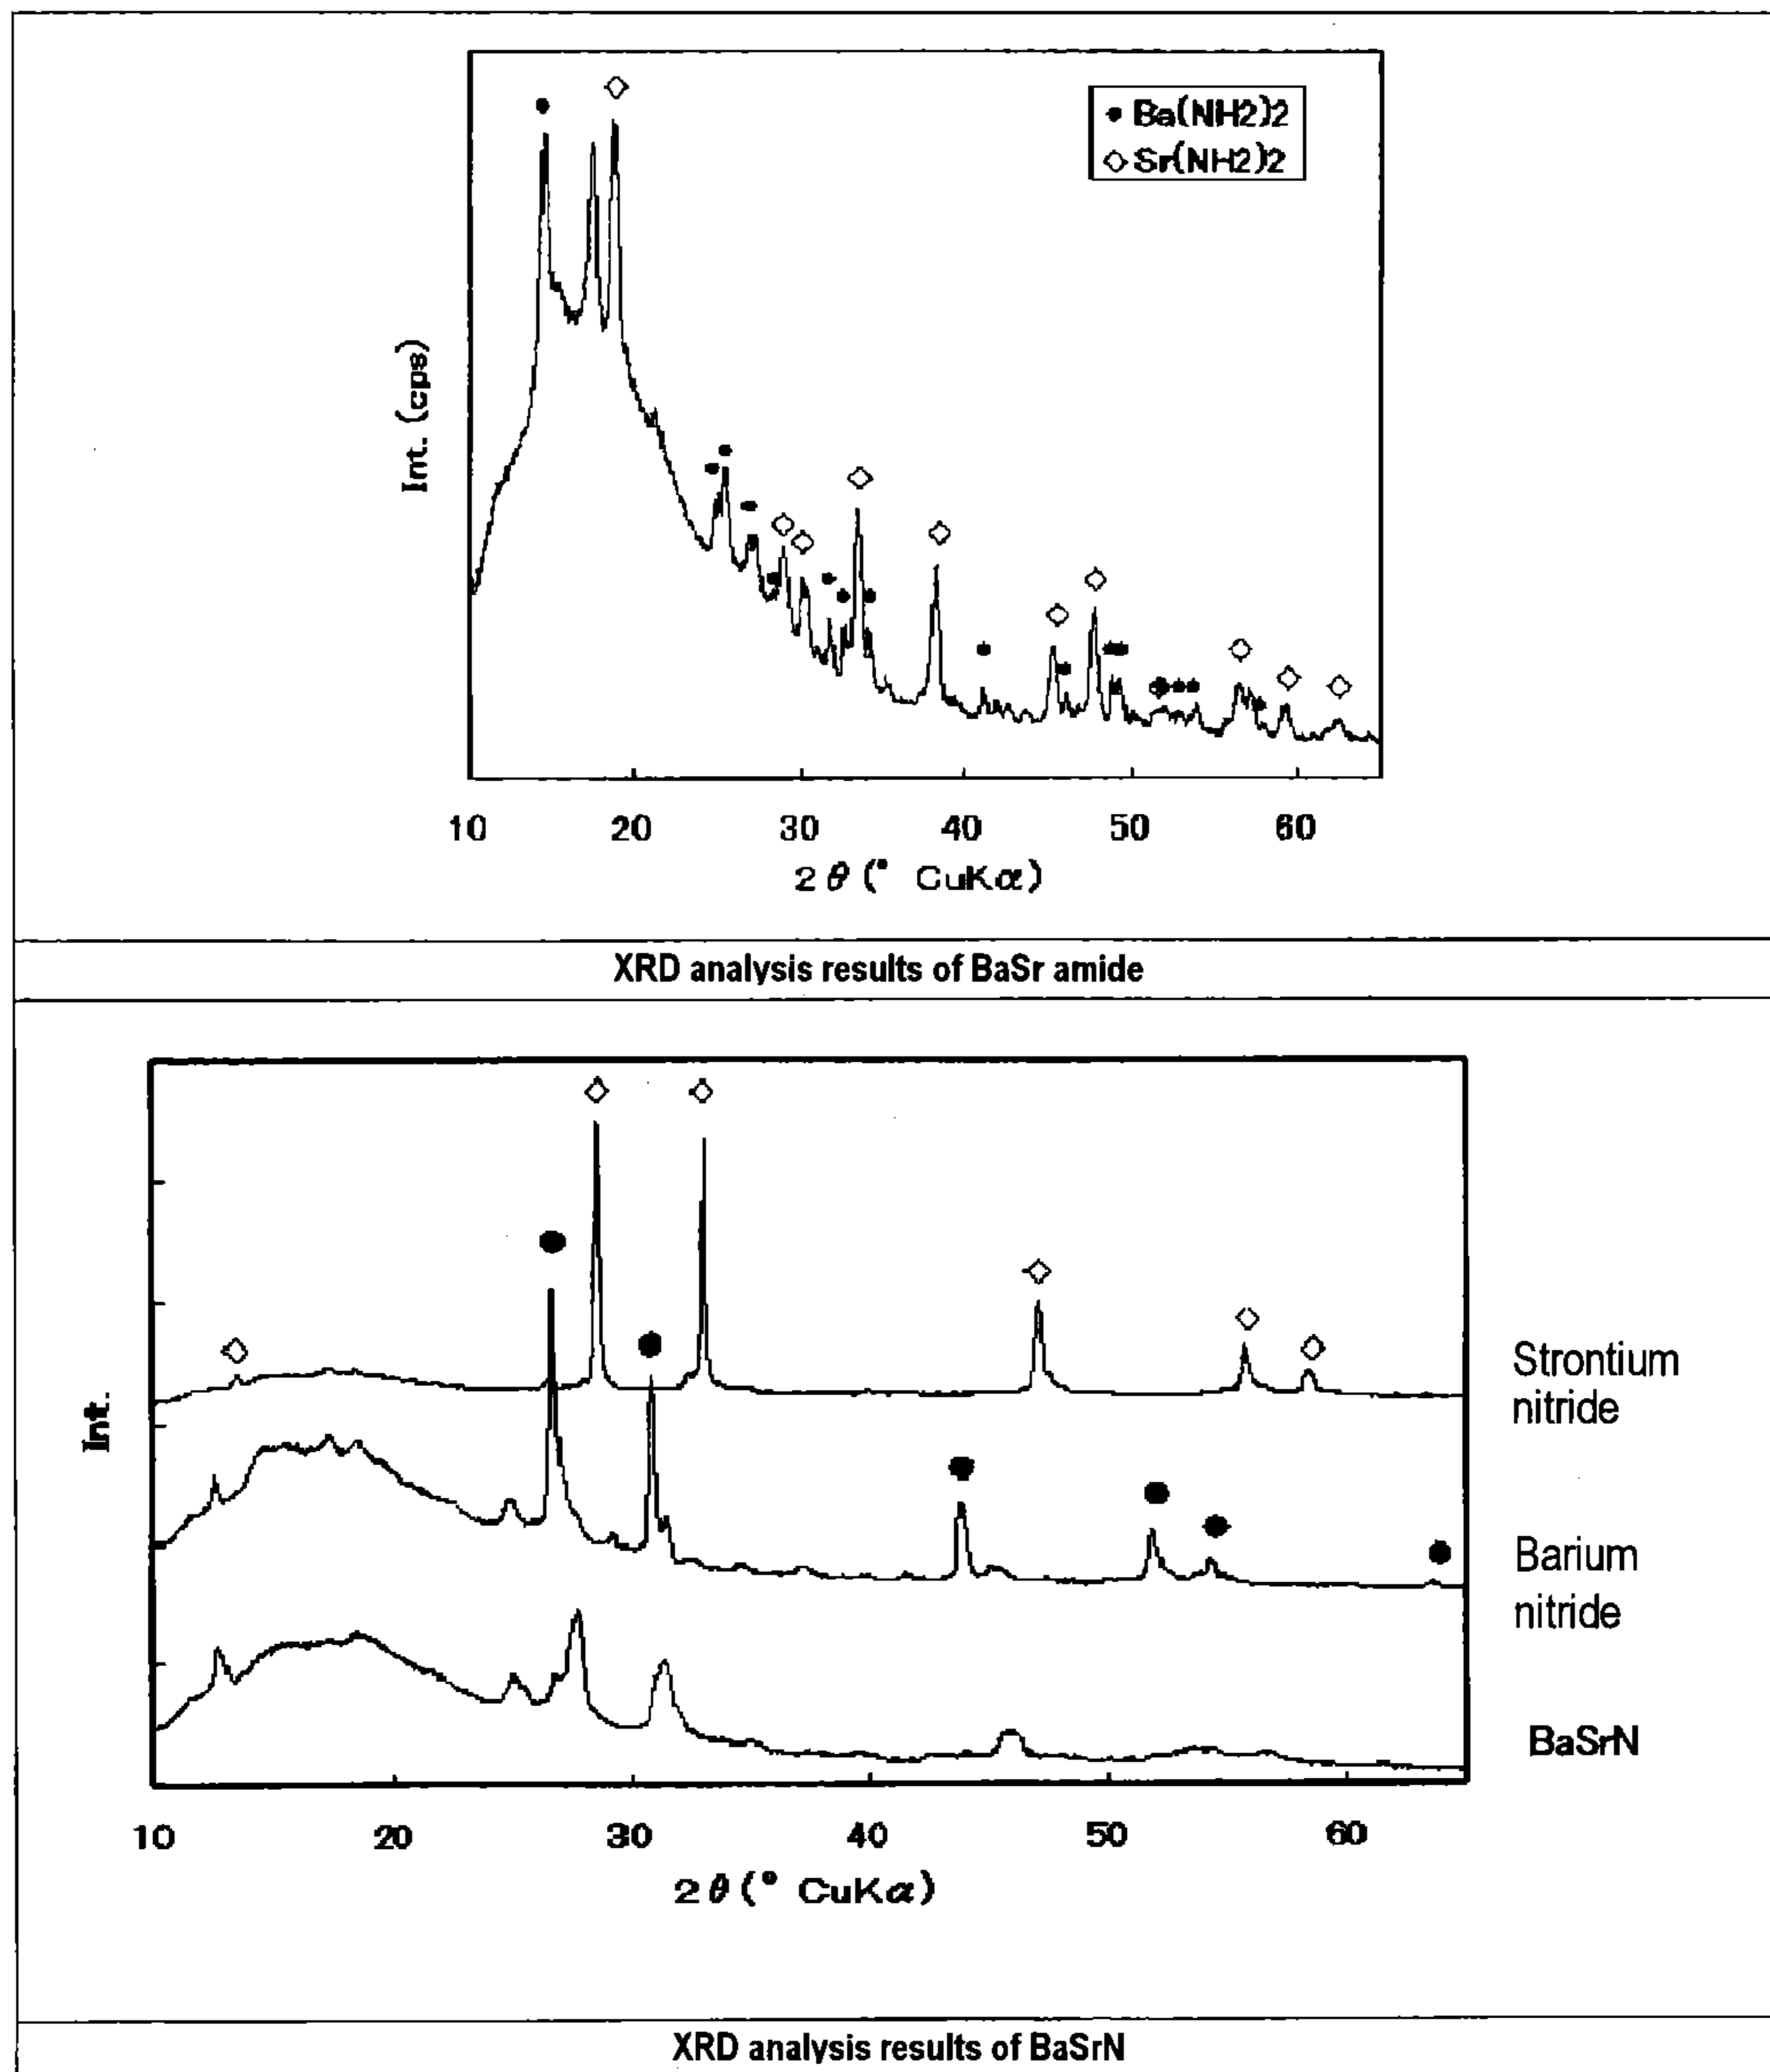 Ba(NH2)2
Sr(NH2)2
Int. (cps)
10 20 30 40 50 60
2θ(° CuKα)
XRD analysis results of BaSr amide
Int.
Strontium
nitride
Barium
nitride
BaSrN
10 20 30 40 50 60
2θ(° CuKα)
XRD analysis results of BaSrN